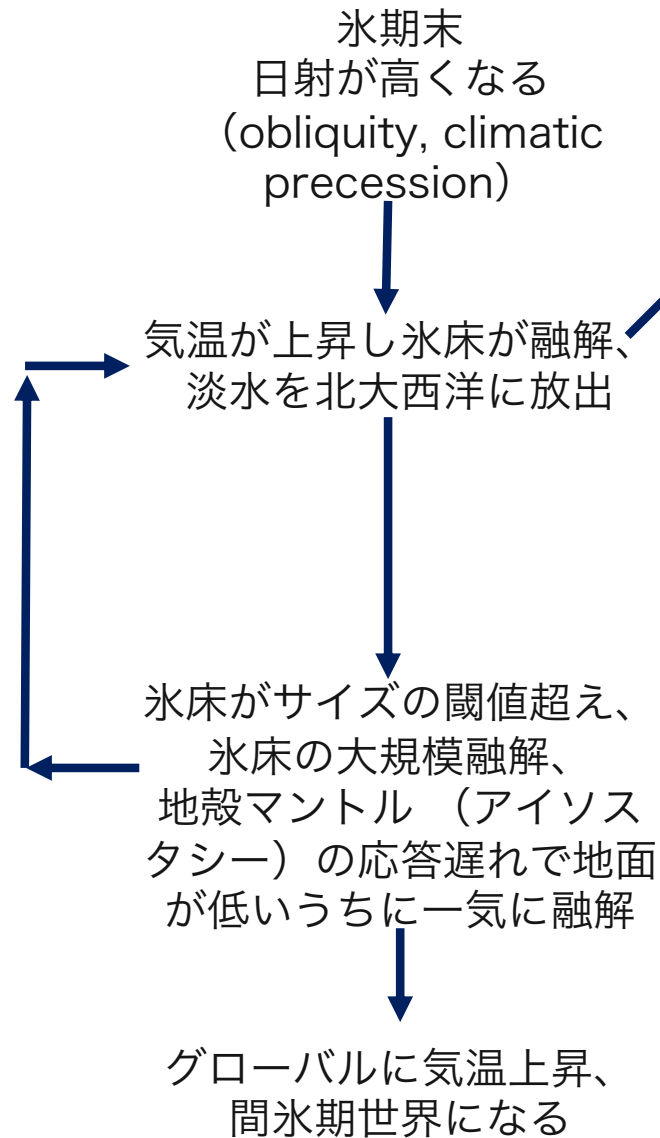 氷期末
日射が高くなる
（obliquity, climatic
precession）
気温が上昇し氷床が融解、
淡水を北大西洋に放出
氷床がサイズの閾値超え、
氷床の大規模融解、
地殻マントル （アイソス
タシー）の応答遅れで地面
が低いうちに一気に融解
グローバルに気温上昇、
間氷期世界になる